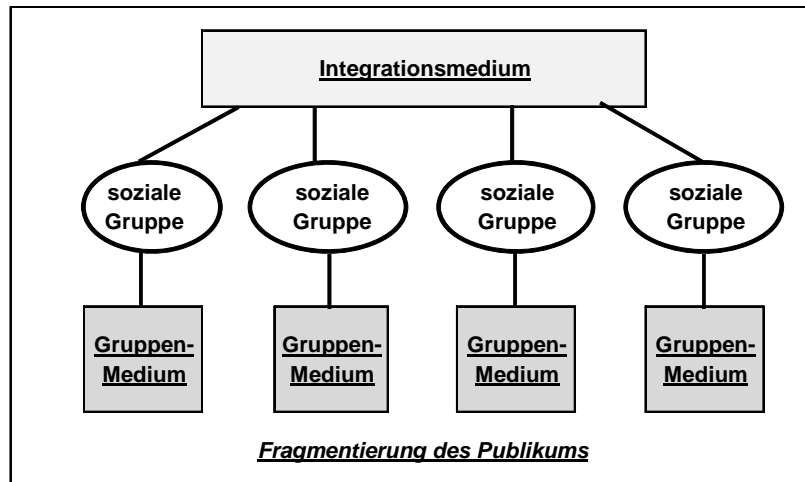 Integrationsmedium
soziale
Gruppe
soziale
Gruppe
soziale
Gruppe
soziale
Gruppe
Gruppen-
Medium
Gruppen-
Medium
Gruppen-
Medium
Gruppen-
Medium
Fragmentierung des Publikums